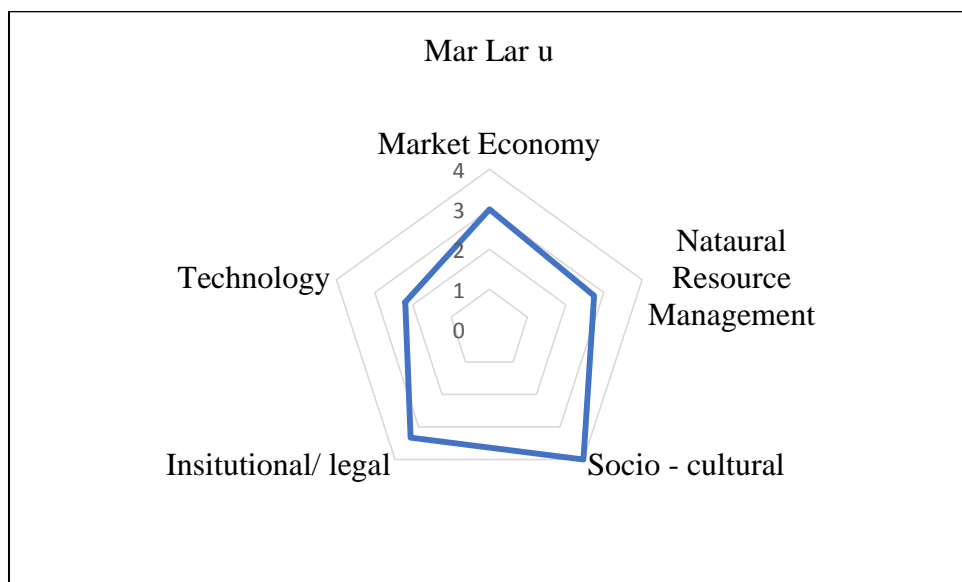 Mar Lar u
Market Economy
4
3
2
1
0
Nataural
Resource
Management
Socio - cultural
Insitutional/ legal
Technology